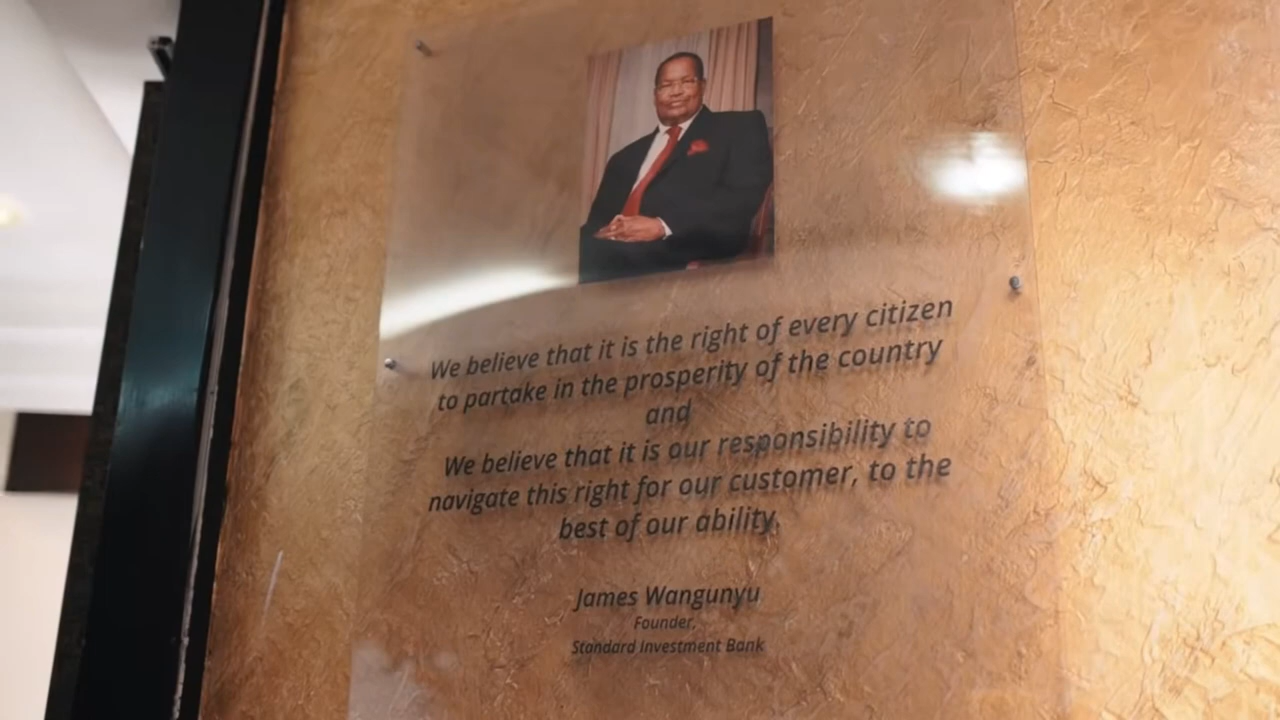 We believe that it is the right of every citizen
to partake in the prosperity of the country
and
We believe that it is our responsibility to
navigate this right for our customer, to the
best of our ability.
James Wangunyu
Founder,
Standard Investment Bank